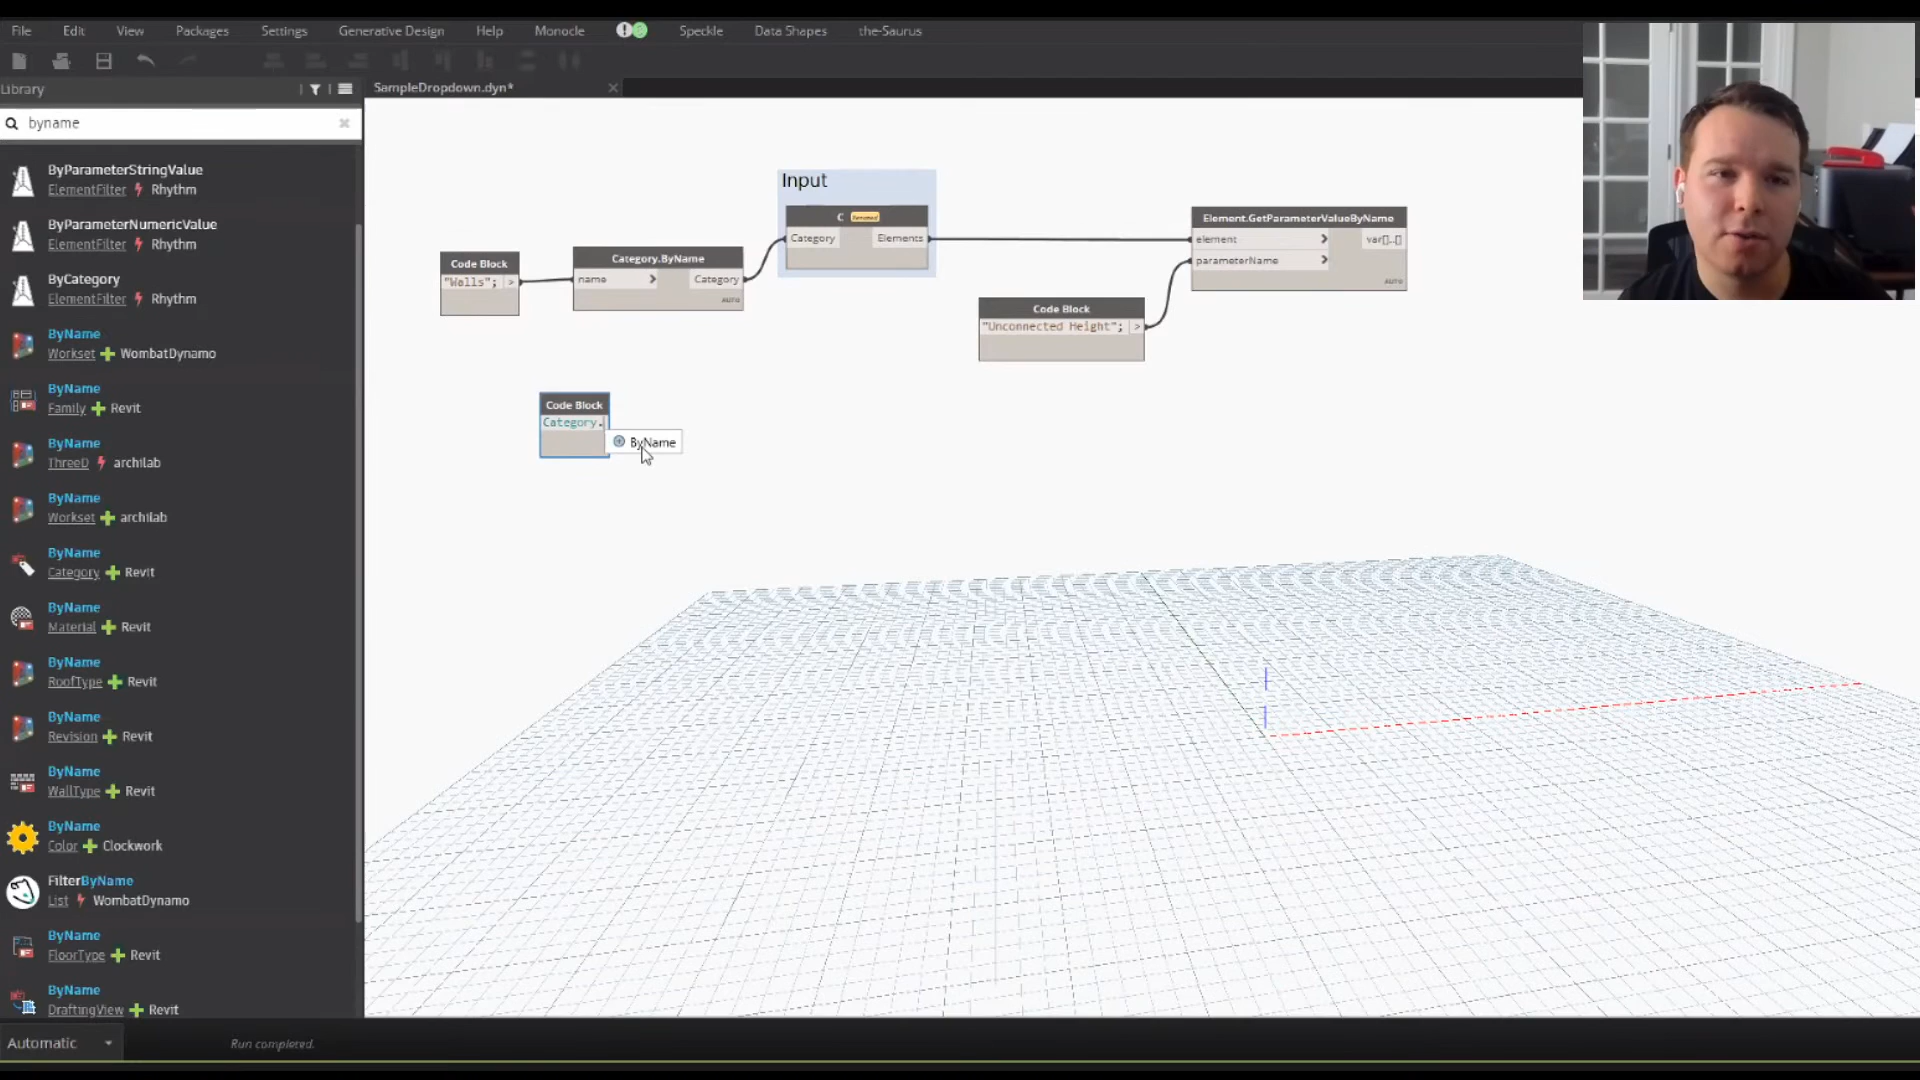 File Edit View Packages Settings Generative Design Help Monocle Speckle Data Shapes the-Saurus
Library
SampleDropdown.dyn*
byname
ByParameterStringValue
ElementFilter Rhythm
ByParameterNumericValue
ElementFilter Rhythm
ByCategory
ElementFilter Rhythm
ByName
Workset WombatDynamo
ByName
Family Revit
ByName
ThreeD archilab
ByName
Workset archilab
ByName
Category Revit
ByName
Material Revit
ByName
RoofType Revit
ByName
Revision Revit
ByName
WallType Revit
ByName
Color Clockwork
FilterByName
List WombatDynamo
ByName
FloorType Revit
ByName
DraftingView Revit
Automatic
Run completed.
Code Block
"Walls"; >
Category.ByName
name > Category
AUTO
Input
C Renamed
Category Elements
Code Block
"Unconnected Height"; >
Element.GetParameterValueByName
element > var[]..[]
parameterName >
AUTO
Code Block
Category.
ByName